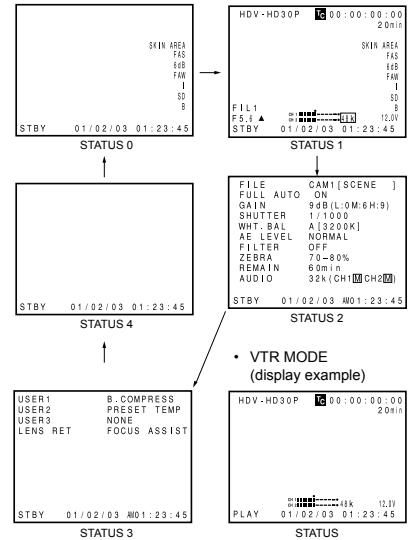 SKIN AREA
FAS
6dB
FAW
I
SD
B
STBY 01/02/03 01:23:45
STATUS 0
HDV-HD30P TC 00:00:00:00
20min
SKIN AREA
FAS
6dB
FAW
I
SD
B
FIL1
F5.6 ▲ CH1 CH2 48k 12.0V
STBY 01/02/03 01:23:45
STATUS 1
STBY 01/02/03 01:23:45
STATUS 4
FILE CAM1[SCENE ]
FULL AUTO ON
GAIN 9dB(L:0M:6H:9)
SHUTTER 1/1000
WHT.BAL A[3200K]
AE LEVEL NORMAL
FILTER OFF
ZEBRA 70-80%
REMAIN 60min
AUDIO 32k(CH1M CH2M)
STBY 01/02/03 AM01:23:45
STATUS 2
USER1 B.COMPRESS
USER2 PRESET TEMP
USER3 NONE
LENS RET FOCUS ASSIST
STBY 01/02/03 AM01:23:45
STATUS 3
• VTR MODE
(display example)
HDV-HD30P TC 00:00:00:00
20min
CH1 CH2 48k 12.0V
PLAY 01/02/03 01:23:45
STATUS